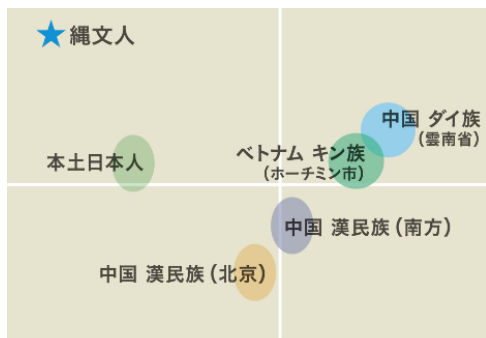 縄文人
中国 ダイ族
(雲南省)
ベトナム キン族
(ホーチミン市)
本土日本人
中国 漢民族(南方)
中国 漢民族(北京)